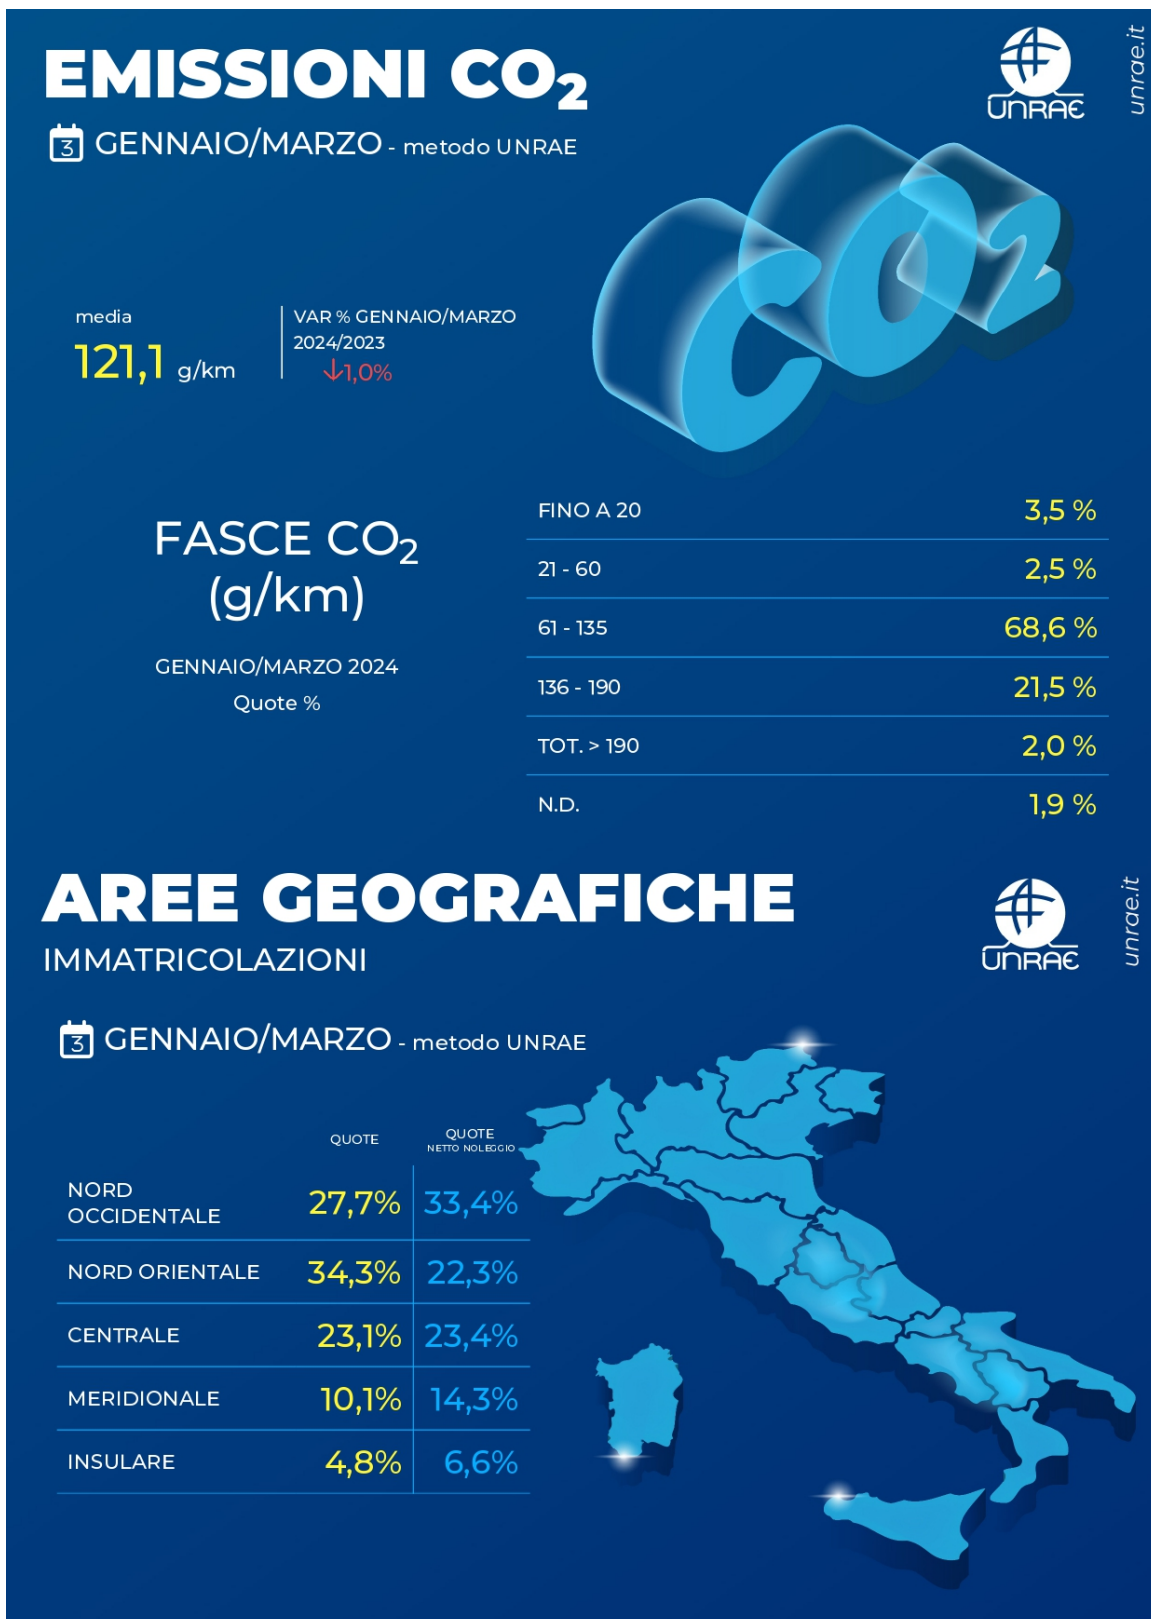 EMISSIONI CO₂
UNRAE
unrae.it
3 GENNAIO/MARZO - metodo UNRAE
CO2
media
121,1 g/km
VAR % GENNAIO/MARZO
2024/2023
↓1,0%
FASCE CO₂
(g/km)
GENNAIO/MARZO 2024
Quote %
FINO A 20 3,5 %
21 - 60 2,5 %
61 - 135 68,6 %
136 - 190 21,5 %
TOT. > 190 2,0 %
N.D. 1,9 %
AREE GEOGRAFICHE
UNRAE
unrae.it
IMMATRICOLAZIONI
3 GENNAIO/MARZO - metodo UNRAE
QUOTE
QUOTE
NETTO NOLEGGIO
NORD
OCCIDENTALE 27,7% 33,4%
NORD ORIENTALE 34,3% 22,3%
CENTRALE 23,1% 23,4%
MERIDIONALE 10,1% 14,3%
INSULARE 4,8% 6,6%